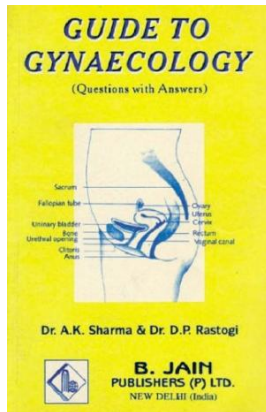 GUIDE TO
GYNAECOLOGY
(Questions with Answers)
Sacrum
Fallopian tube
Urininary bladder
Bone
Urethral opening
Clitoris
Anus
Ovary
Uterus
Cervix
Rectum
Vaginal canal
Dr. A.K. Sharma & Dr. D.P. Rastogi
B. JAIN
PUBLISHERS (P) LTD.
NEW DELHI (India)